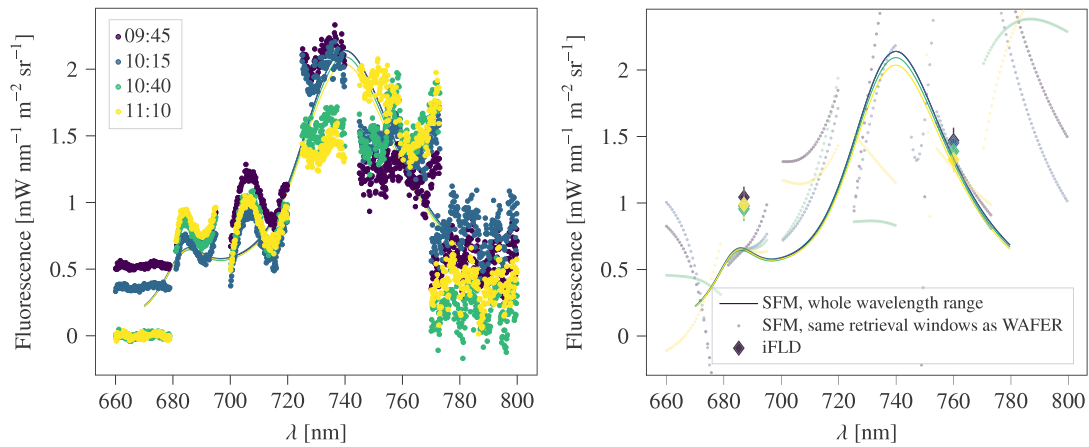 09:45
10:15
10:40
11:10
Fluorescence [mW nm⁻¹ m⁻² sr⁻¹]
2
1.5
1
0.5
0
660 680 700 720 740 760 780 800
λ [nm]
Fluorescence [mW nm⁻¹ m⁻² sr⁻¹]
2
1.5
1
0.5
0
SFM, whole wavelength range
SFM, same retrieval windows as WAFER
iFLD
660 680 700 720 740 760 780 800
λ [nm]